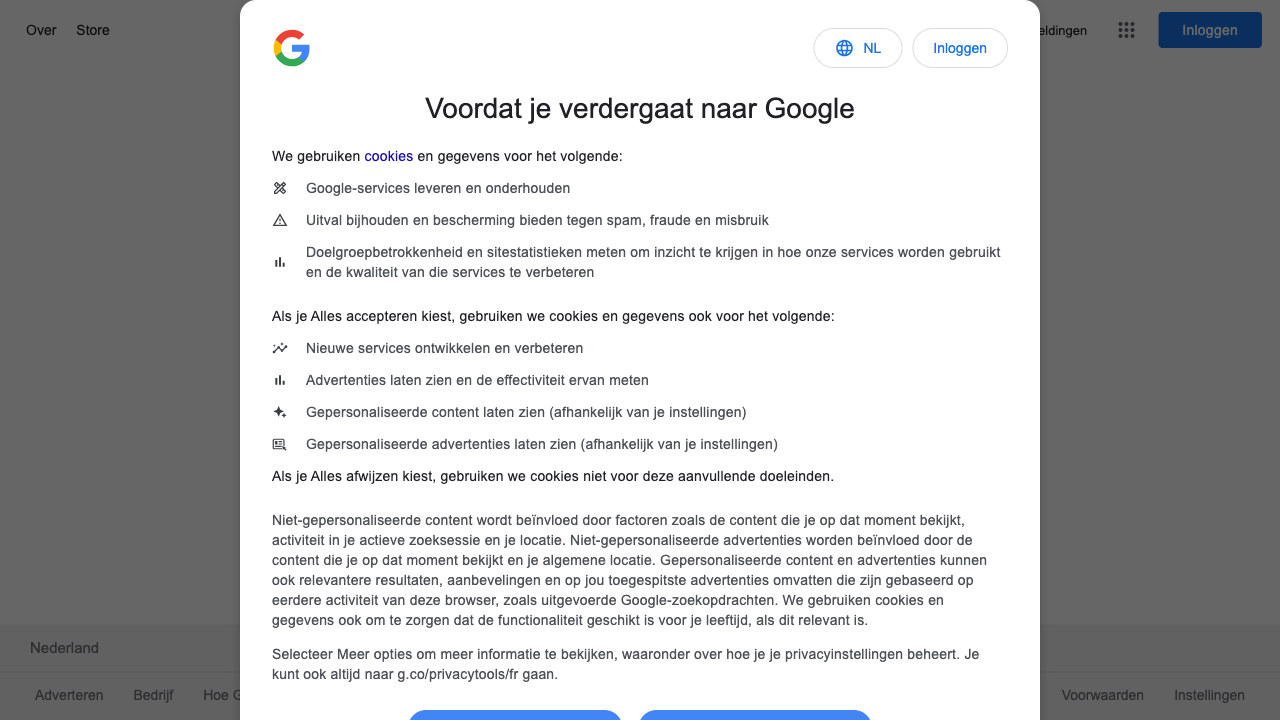 Over Store
Inloggen
NL
Inloggen
Voordat je verdergaat naar Google
We gebruiken cookies en gegevens voor het volgende:
Google-services leveren en onderhouden
Uitval bijhouden en bescherming bieden tegen spam, fraude en misbruik
Doelgroepbetrokkenheid en sitestatistieken meten om inzicht te krijgen in hoe onze services worden gebruikt
en de kwaliteit van die services te verbeteren
Als je Alles accepteren kiest, gebruiken we cookies en gegevens ook voor het volgende:
Nieuwe services ontwikkelen en verbeteren
Advertenties laten zien en de effectiviteit ervan meten
Gepersonaliseerde content laten zien (afhankelijk van je instellingen)
Gepersonaliseerde advertenties laten zien (afhankelijk van je instellingen)
Als je Alles afwijzen kiest, gebruiken we cookies niet voor deze aanvullende doeleinden.
Niet-gepersonaliseerde content wordt beïnvloed door factoren zoals de content die je op dat moment bekijkt,
activiteit in je actieve zoeksessie en je locatie. Niet-gepersonaliseerde advertenties worden beïnvloed door de
content die je op dat moment bekijkt en je algemene locatie. Gepersonaliseerde content en advertenties kunnen
ook relevantere resultaten, aanbevelingen en op jou toegespitste advertenties omvatten die zijn gebaseerd op
eerdere activiteit van deze browser, zoals uitgevoerde Google-zoekopdrachten. We gebruiken cookies en
gegevens ook om te zorgen dat de functionaliteit geschikt is voor je leeftijd, als dit relevant is.
Selecteer Meer opties om meer informatie te bekijken, waaronder over hoe je je privacyinstellingen beheert. Je
kunt ook altijd naar g.co/privacytools/fr gaan.
Nederland
Adverteren Bedrijf Hoe Voorwaarden Instellingen